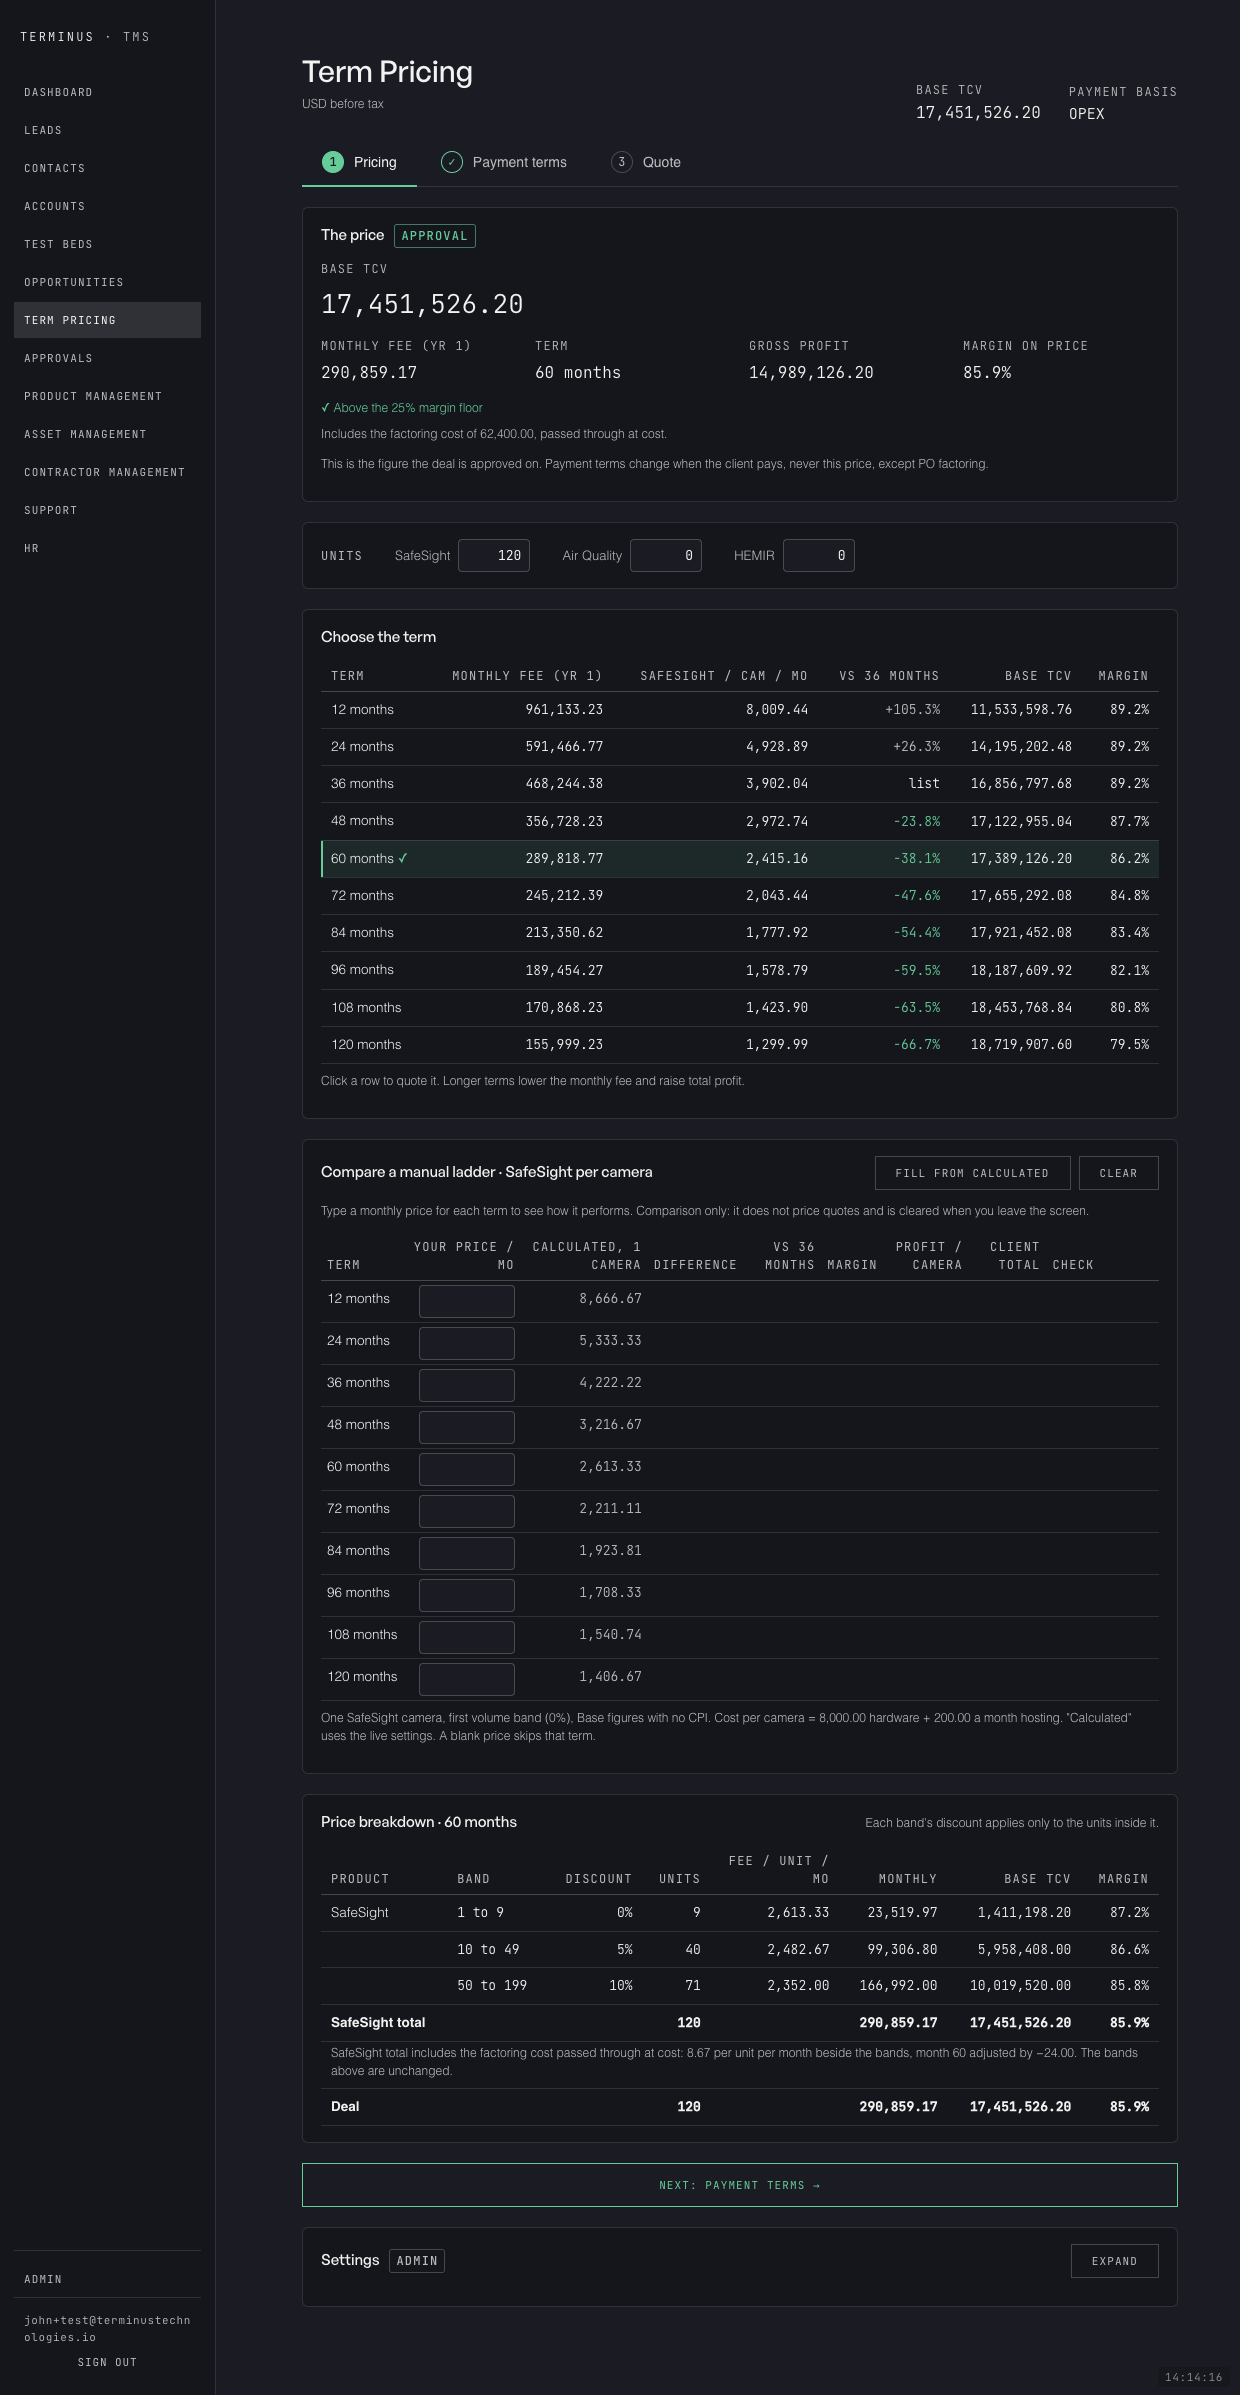 TERMINUS · TMS
DASHBOARD
LEADS
CONTACTS
ACCOUNTS
TEST BEDS
OPPORTUNITIES
TERM PRICING
APPROVALS
PRODUCT MANAGEMENT
ASSET MANAGEMENT
CONTRACTOR MANAGEMENT
SUPPORT
HR
ADMIN
john+test@terminustechn
ologies.io
SIGN OUT
Term Pricing
USD before tax
BASE TCV
17,451,526.20
PAYMENT BASIS
OPEX
1 Pricing ✓ Payment terms 3 Quote
The price APPROVAL
BASE TCV
17,451,526.20
MONTHLY FEE (YR 1) TERM GROSS PROFIT MARGIN ON PRICE
290,859.17 60 months 14,989,126.20 85.9%
✓ Above the 25% margin floor
Includes the factoring cost of 62,400.00, passed through at cost.
This is the figure the deal is approved on. Payment terms change when the client pays, never this price, except PO factoring.
UNITS SafeSight 120 Air Quality 0 HEMIR 0
Choose the term
TERM MONTHLY FEE (YR 1) SAFESIGHT / CAM / MO VS 36 MONTHS BASE TCV MARGIN
12 months 961,133.23 8,009.44 +105.3% 11,533,598.76 89.2%
24 months 591,466.77 4,928.89 +26.3% 14,195,202.48 89.2%
36 months 468,244.38 3,902.04 list 16,856,797.68 89.2%
48 months 356,728.23 2,972.74 -23.8% 17,122,955.04 87.7%
60 months ✓ 289,818.77 2,415.16 -38.1% 17,389,126.20 86.2%
72 months 245,212.39 2,043.44 -47.6% 17,655,292.08 84.8%
84 months 213,350.62 1,777.92 -54.4% 17,921,452.08 83.4%
96 months 189,454.27 1,578.79 -59.5% 18,187,609.92 82.1%
108 months 170,868.23 1,423.90 -63.5% 18,453,768.84 80.8%
120 months 155,999.23 1,299.99 -66.7% 18,719,907.60 79.5%
Click a row to quote it. Longer terms lower the monthly fee and raise total profit.
Compare a manual ladder · SafeSight per camera FILL FROM CALCULATED CLEAR
Type a monthly price for each term to see how it performs. Comparison only: it does not price quotes and is cleared when you leave the screen.
YOUR PRICE / CALCULATED, 1 VS 36 PROFIT / CLIENT
TERM MO CAMERA DIFFERENCE MONTHS MARGIN CAMERA TOTAL CHECK
12 months 8,666.67
24 months 5,333.33
36 months 4,222.22
48 months 3,216.67
60 months 2,613.33
72 months 2,211.11
84 months 1,923.81
96 months 1,708.33
108 months 1,540.74
120 months 1,406.67
One SafeSight camera, first volume band (0%), Base figures with no CPI. Cost per camera = 8,000.00 hardware + 200.00 a month hosting. "Calculated"
uses the live settings. A blank price skips that term.
Price breakdown · 60 months Each band's discount applies only to the units inside it.
FEE / UNIT /
PRODUCT BAND DISCOUNT UNITS MO MONTHLY BASE TCV MARGIN
SafeSight 1 to 9 0% 9 2,613.33 23,519.97 1,411,198.20 87.2%
10 to 49 5% 40 2,482.67 99,306.80 5,958,408.00 86.6%
50 to 199 10% 71 2,352.00 166,992.00 10,019,520.00 85.8%
SafeSight total 120 290,859.17 17,451,526.20 85.9%
SafeSight total includes the factoring cost passed through at cost: 8.67 per unit per month beside the bands, month 60 adjusted by −24.00. The bands
above are unchanged.
Deal 120 290,859.17 17,451,526.20 85.9%
NEXT: PAYMENT TERMS →
Settings ADMIN EXPAND
14:14:16